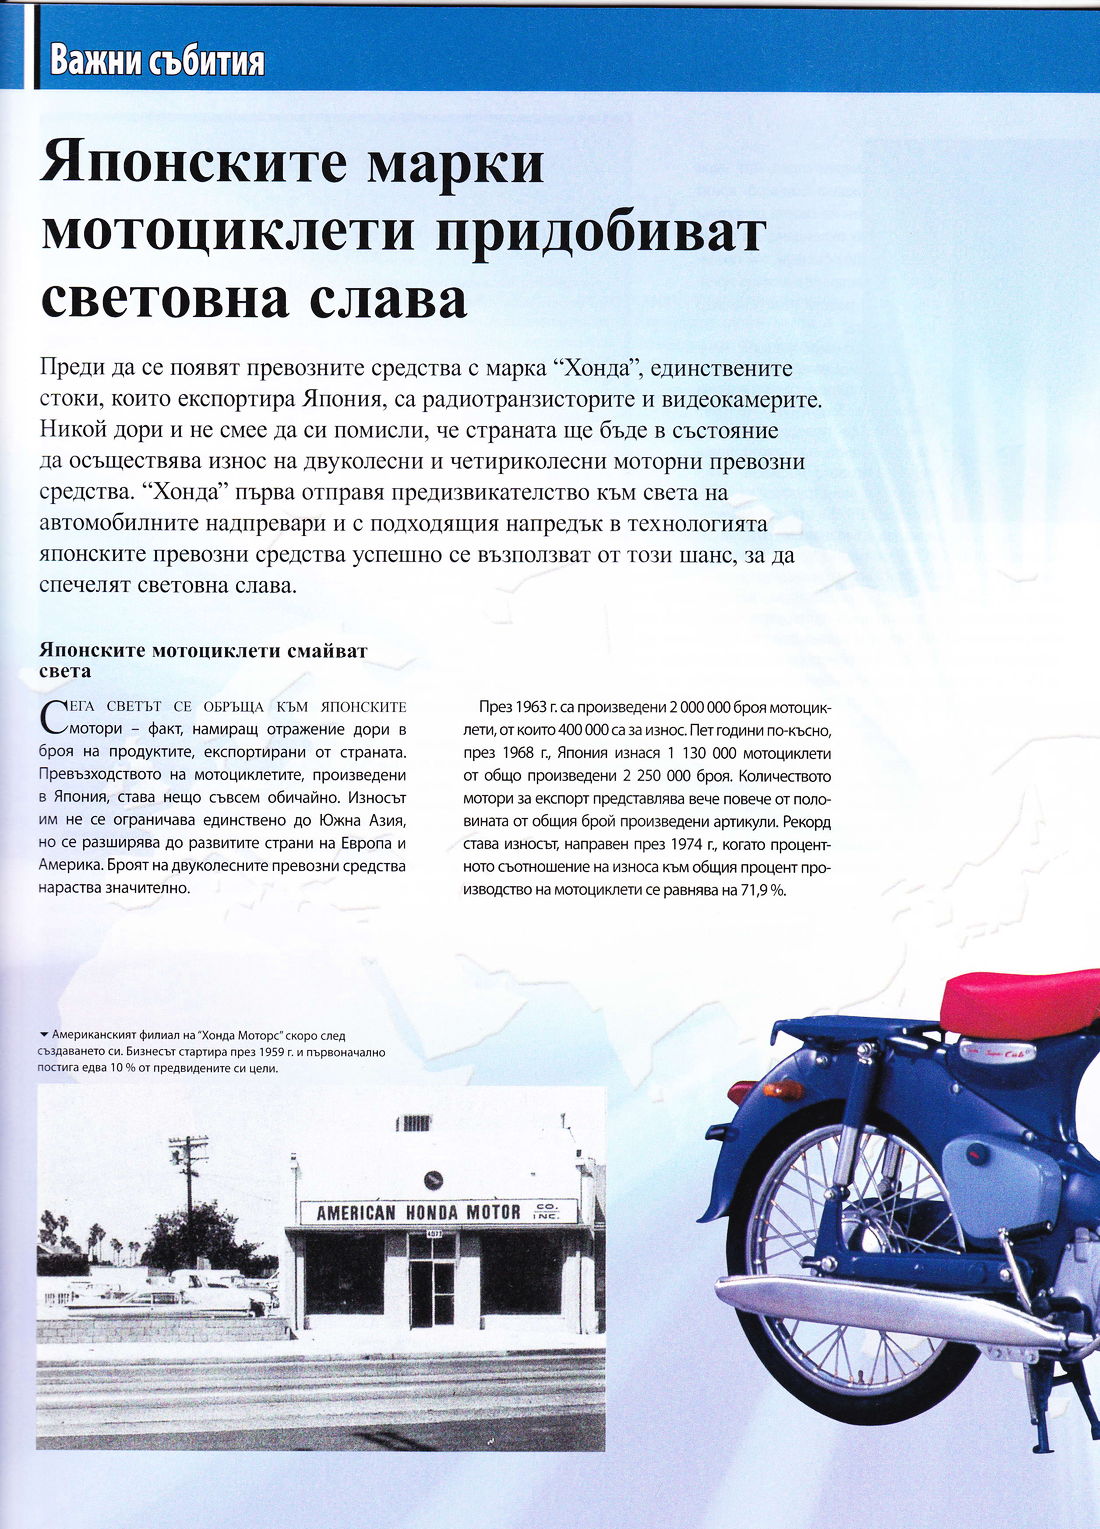 Важни събития
Японските марки
мотоциклети придобиват
световна слава
Преди да се появят превозните средства с марка “Хонда”, единствените
стоки, които експортира Япония, са радиотранзисторите и видеокамерите.
Никой дори и не смее да си помисли, че страната ще бъде в състояние
да осъществява износ на двуколесни и четириколесни моторни превозни
средства. “Хонда” първа отправя предизвикателство към света на
автомобилните надпревари и с подходящия напредък в технологията
японските превозни средства успешно се възползват от този шанс, за да
спечелят световна слава.
Японските мотоциклети смайват
света
СЕГА СВЕТЪТ СЕ ОБРЪЩА КЪМ ЯПОНСКИТЕ
мотори – факт, намиращ отражение дори в
броя на продуктите, експортирани от страната.
Превъзходството на мотоциклетите, произведени
в Япония, става нещо съвсем обичайно. Износът
им не се ограничава единствено до Южна Азия,
но се разширява до развитите страни на Европа и
Америка. Броят на двуколесните превозни средства
нараства значително.
През 1963 г. са произведени 2 000 000 броя мотоцик-
лети, от които 400 000 са за износ. Пет години по-късно,
през 1968 г., Япония изнася 1 130 000 мотоциклети
от общо произведени 2 250 000 броя. Количеството
мотори за експорт представлява вече повече от поло-
вината от общия брой произведени артикули. Рекорд
става износът, направен през 1974 г., когато процент-
ното съотношение на износа към общия процент про-
изводство на мотоциклети се равнява на 71,9 %.
Американският филиал на “Хонда Моторс” скоро след
създаването си. Бизнесът стартира през 1959 г. и първоначално
постига едва 10 % от предвидените си цели.
AMERICAN HONDA MOTOR CO. INC.
4077
Super Cub